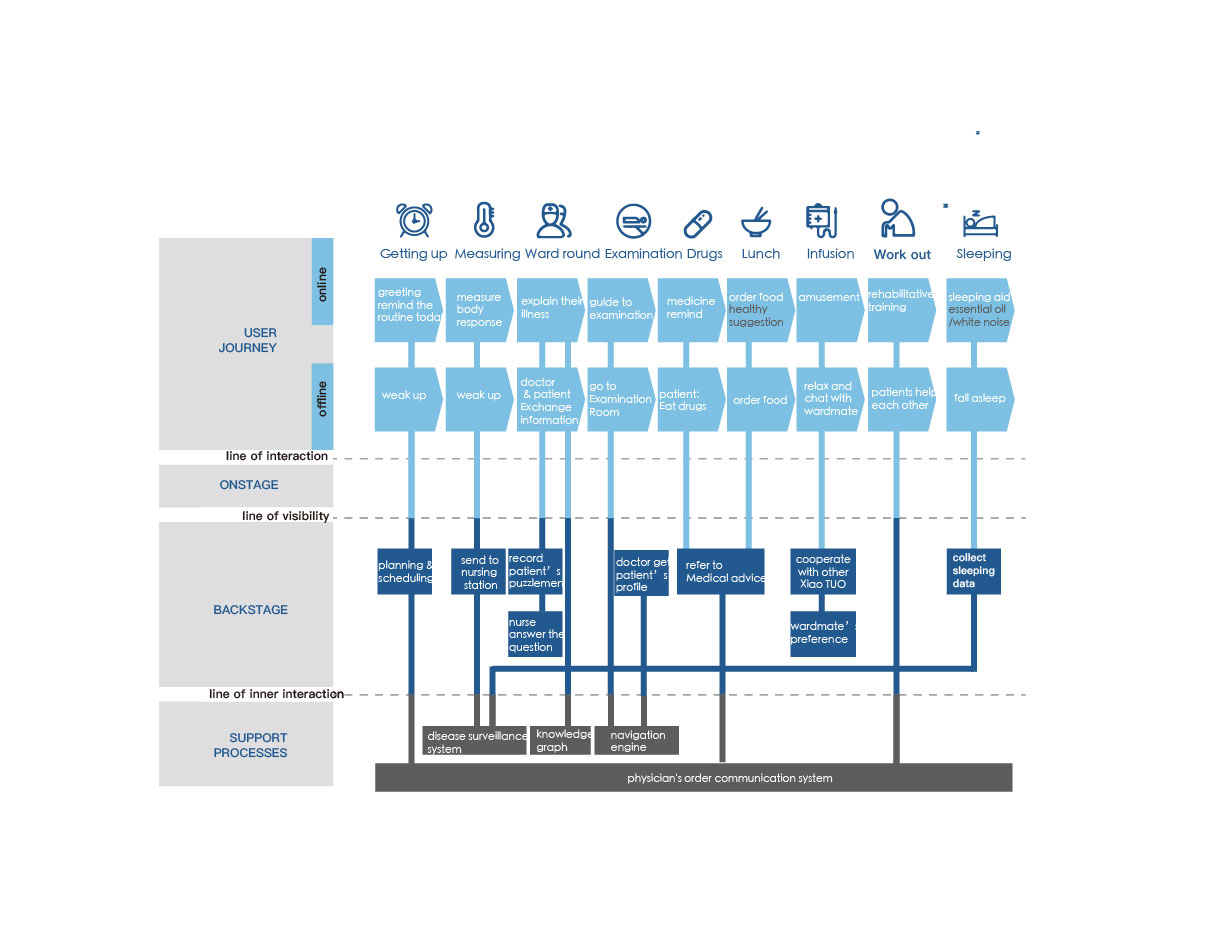 Getting up
Measuring
Ward round
Examination
Drugs
Lunch
Infusion
Work out
Sleeping
USER
JOURNEY
online
greeting
remind the
routine today
measure
body
response
explain their
illness
guide to
examination
medicine
remind
order food
healthy
suggestion
amusement
rehabilitative
training
sleeping aid
essential oil
/white noise
offline
weak up
weak up
doctor
& patient
Exchange
information
go to
Examination
Room
patient:
Eat drugs
order food
relax and
chat with
wardmate
patients help
each other
fall asleep
line of interaction
ONSTAGE
line of visibility
BACKSTAGE
planning &
scheduling
send to
nursing
station
record
patient’s
puzzlemen
nurse
answer the
question
doctor get
patient’s
profile
refer to
Medical advice
cooperate
with other
Xiao TUO
wardmate’s
preference
collect
sleeping
data
line of inner interaction
SUPPORT
PROCESSES
disease surveillance
system
knowledge
graph
navigation
engine
physician's order communication system